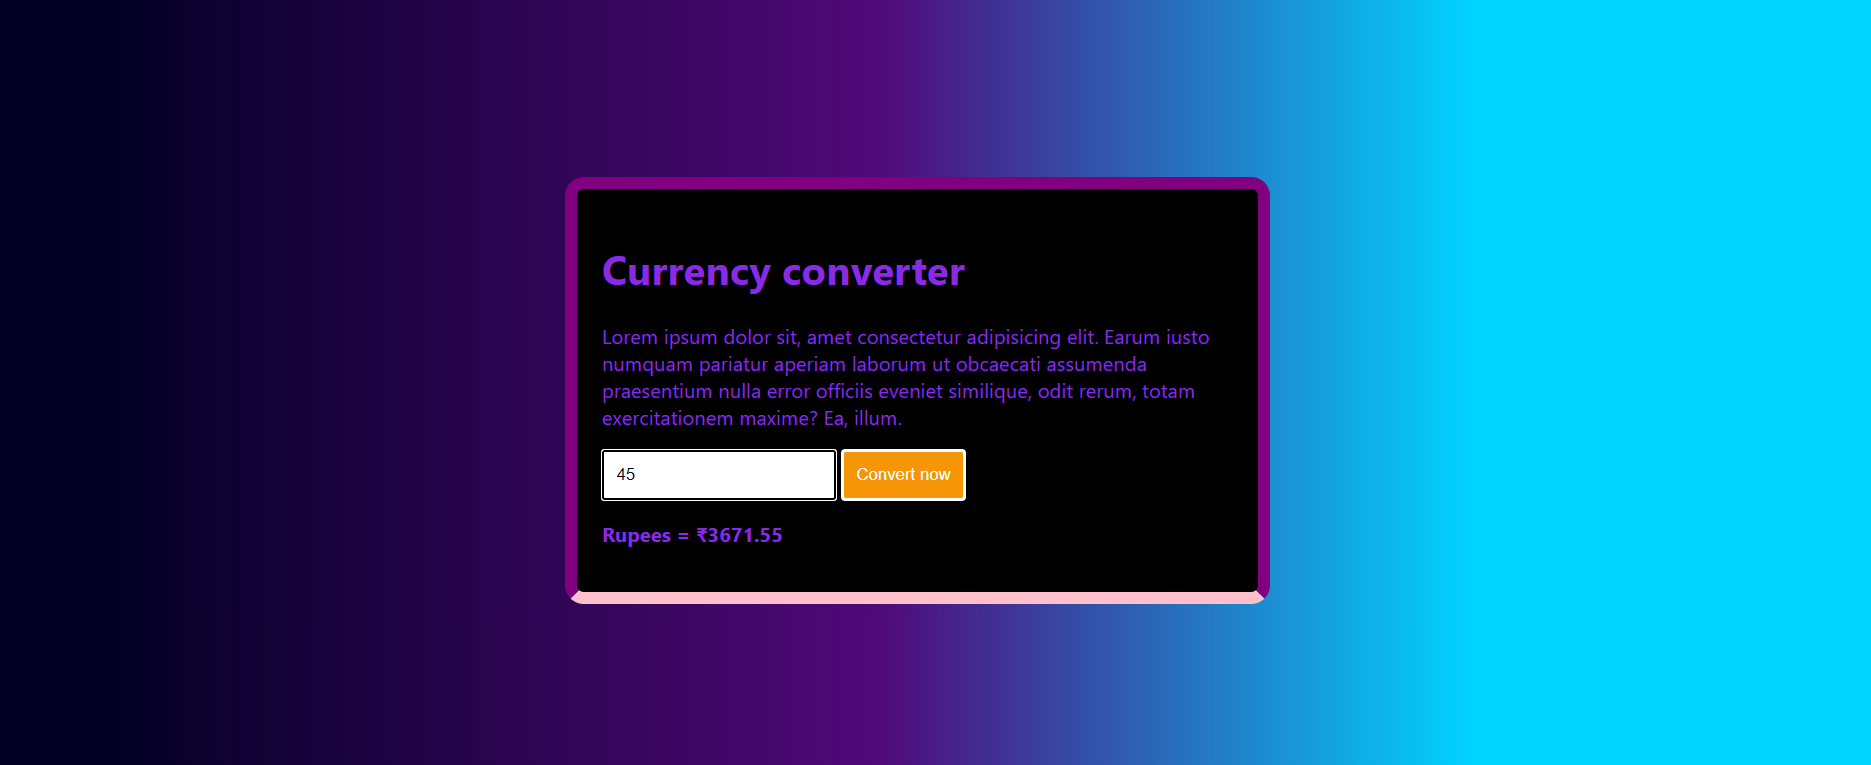 Currency converter
Lorem ipsum dolor sit, amet consectetur adipisicing elit. Earum iusto
numquam pariatur aperiam laborum ut obcaecati assumenda
praesentium nulla error officiis eveniet similique, odit rerum, totam
exercitationem maxime? Ea, illum.
45 Convert now
Rupees = ₹3671.55